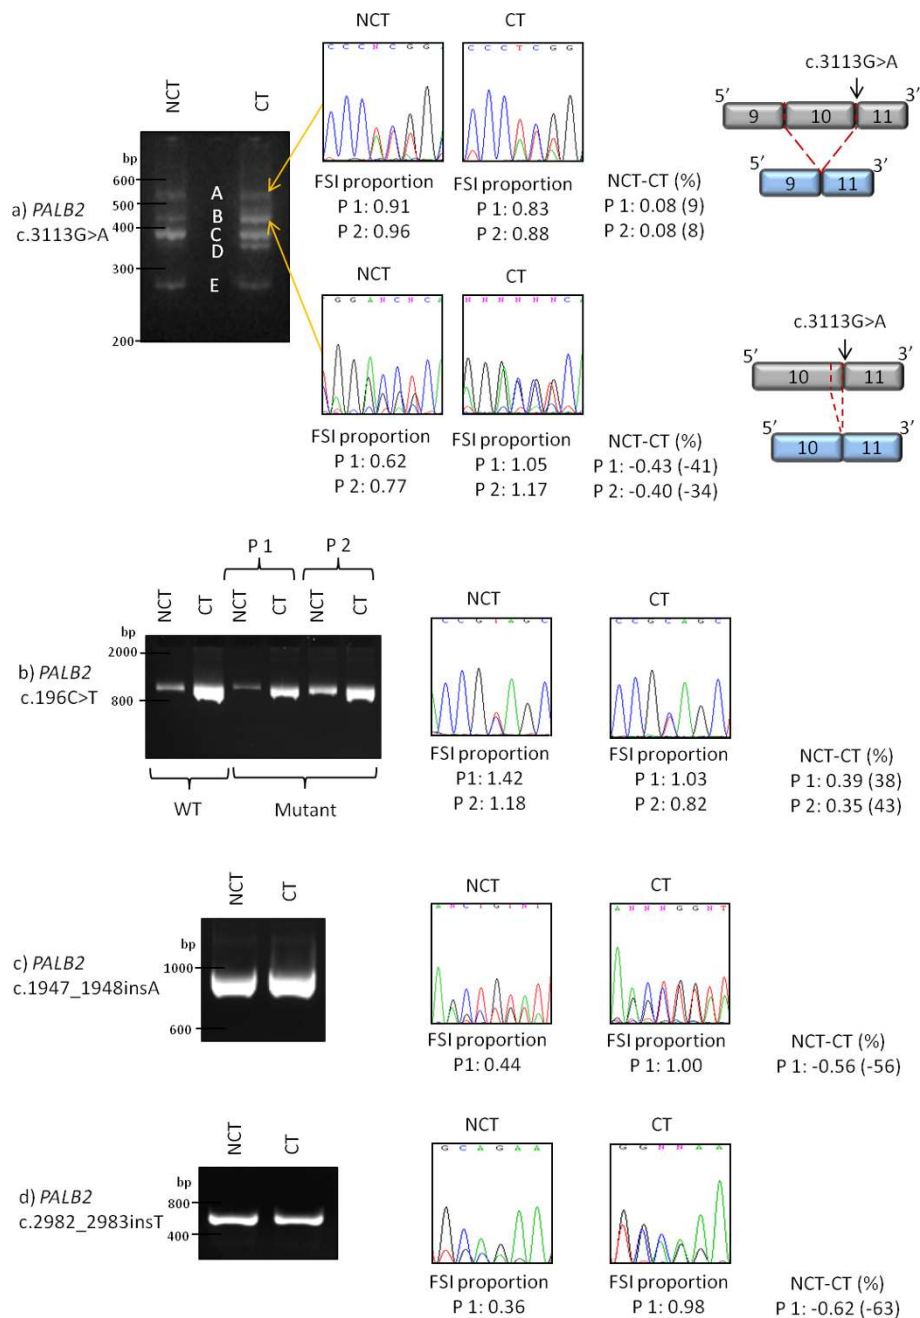 NCT
CT
C C C N C G G
C C C T C G G
c.3113G>A
5’
3’
9
10
11
5’
3’
9
11
NCT
CT
bp
600
500
400
300
200
A
B
C
D
E
a) PALB2
c.3113G>A
FSI proportion
P 1: 0.91
P 2: 0.96
FSI proportion
P 1: 0.83
P 2: 0.88
NCT-CT (%)
P 1: 0.08 (9)
P 2: 0.08 (8)
NCT
CT
G G A N C N C A
N N N N N N C A
c.3113G>A
5’
3’
10
11
5’
3’
10
11
FSI proportion
P 1: 0.62
P 2: 0.77
FSI proportion
P 1: 1.05
P 2: 1.17
NCT-CT (%)
P 1: -0.43 (-41)
P 2: -0.40 (-34)
P 1
P 2
NCT
CT
NCT
CT
NCT
CT
bp
2000
800
b) PALB2
c.196C>T
WT
Mutant
NCT
CT
C C G T A G C
C C G C A G C
FSI proportion
P1: 1.42
P 2: 1.18
FSI proportion
P 1: 1.03
P 2: 0.82
NCT-CT (%)
P 1: 0.39 (38)
P 2: 0.35 (43)
NCT
CT
bp
1000
600
c) PALB2
c.1947_1948insA
NCT
CT
A N C T G T N T
A N N N G G N T
FSI proportion
P1: 0.44
FSI proportion
P 1: 1.00
NCT-CT (%)
P 1: -0.56 (-56)
NCT
CT
bp
800
400
d) PALB2
c.2982_2983insT
NCT
CT
G C A G A A
G G N N A A
FSI proportion
P 1: 0.36
FSI proportion
P 1: 0.98
NCT-CT (%)
P 1: -0.62 (-63)